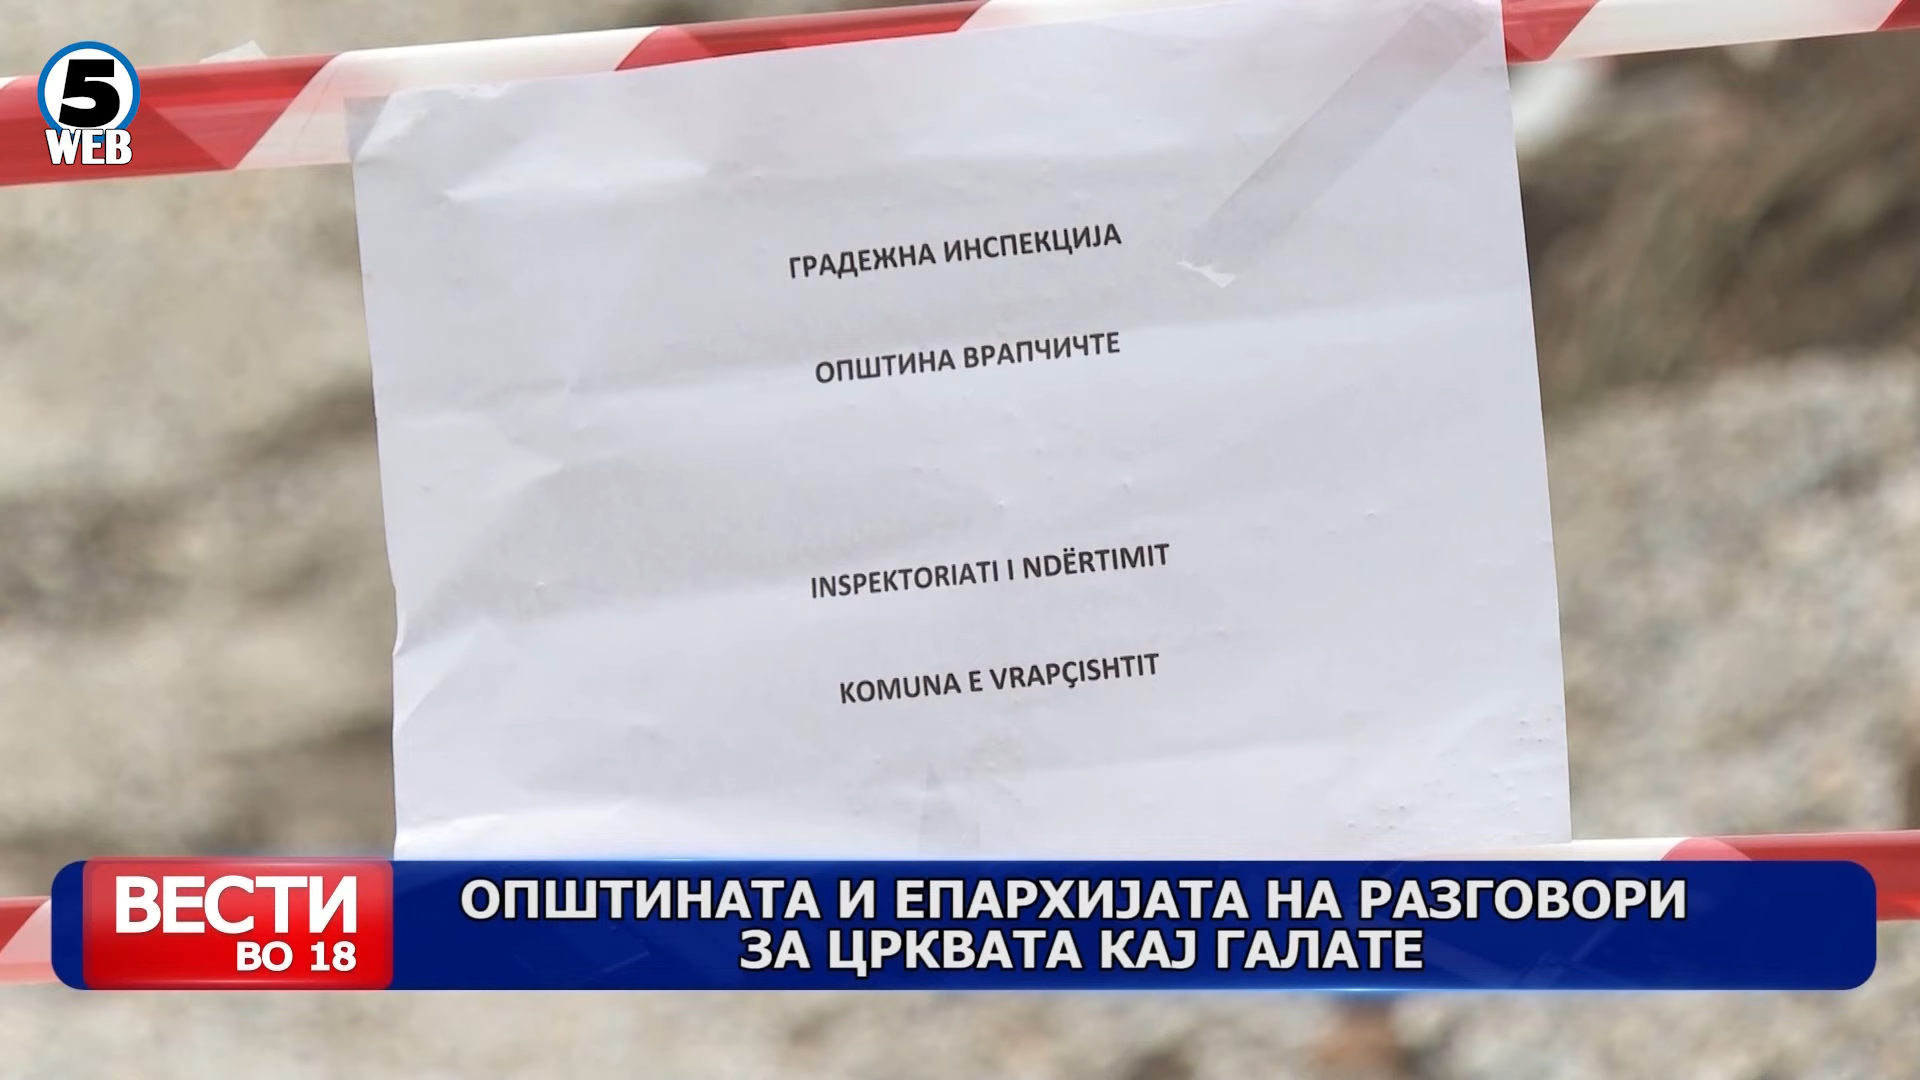 5
WEB
ГРАДЕЖНА ИНСПЕКЦИЈА
ОПШТИНА ВРАПЧИЧТЕ
INSPEKTORIATI I NDËRTIMIT
KOMUNA E VRAPÇISHTIT
ВЕСТИ
ВО 18
ОПШТИНАТА И ЕПАРХИЈАТА НА РАЗГОВОРИ
ЗА ЦРКВАТА КАЈ ГАЛАТЕ